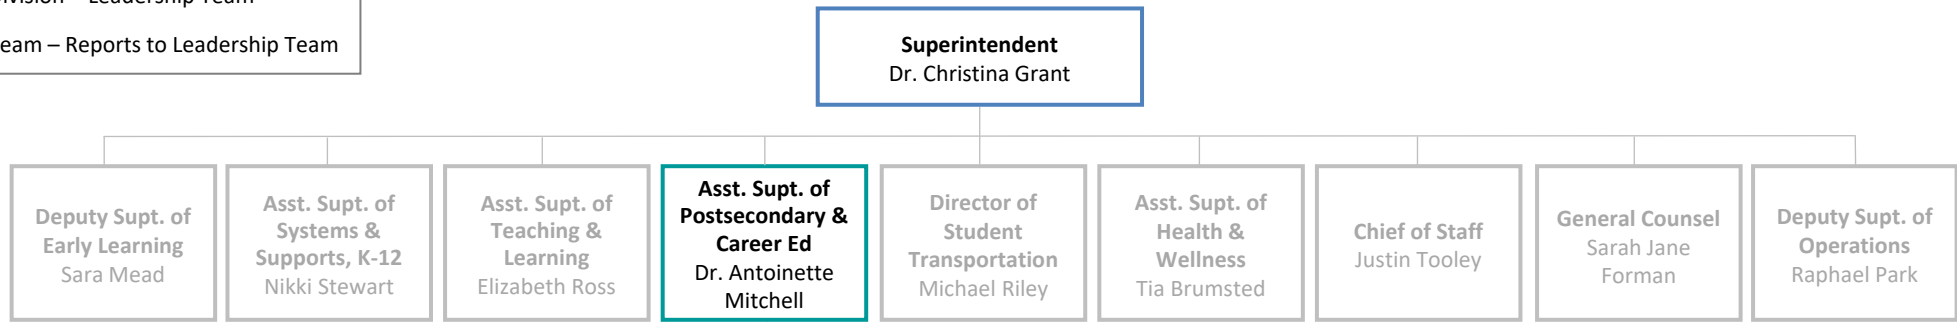 Leadership Team
Team – Reports to Leadership Team
Superintendent
Dr. Christina Grant
Deputy Supt. of
Early Learning
Sara Mead
Asst. Supt. of
Systems &
Supports, K-12
Nikki Stewart
Asst. Supt. of
Teaching &
Learning
Elizabeth Ross
Asst. Supt. of
Postsecondary &
Career Ed
Dr. Antoinette
Mitchell
Director of
Student
Transportation
Michael Riley
Asst. Supt. of
Health &
Wellness
Tia Brumsted
Chief of Staff
Justin Tooley
General Counsel
Sarah Jane
Forman
Deputy Supt. of
Operations
Raphael Park